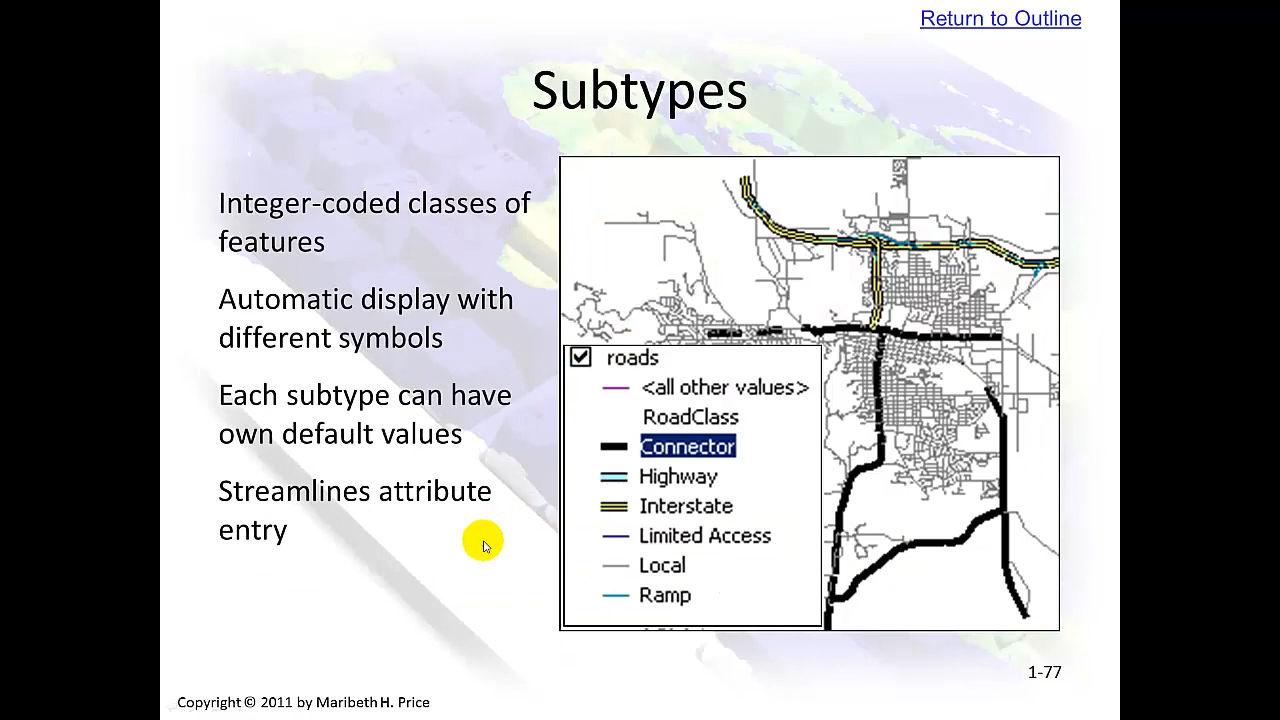 Return to Outline
Subtypes
Integer-coded classes of
features
Automatic display with
different symbols
Each subtype can have
own default values
Streamlines attribute
entry
roads
<all other values>
RoadClass
Connector
Highway
Interstate
Limited Access
Local
Ramp
1-77
Copyright © 2011 by Maribeth H. Price